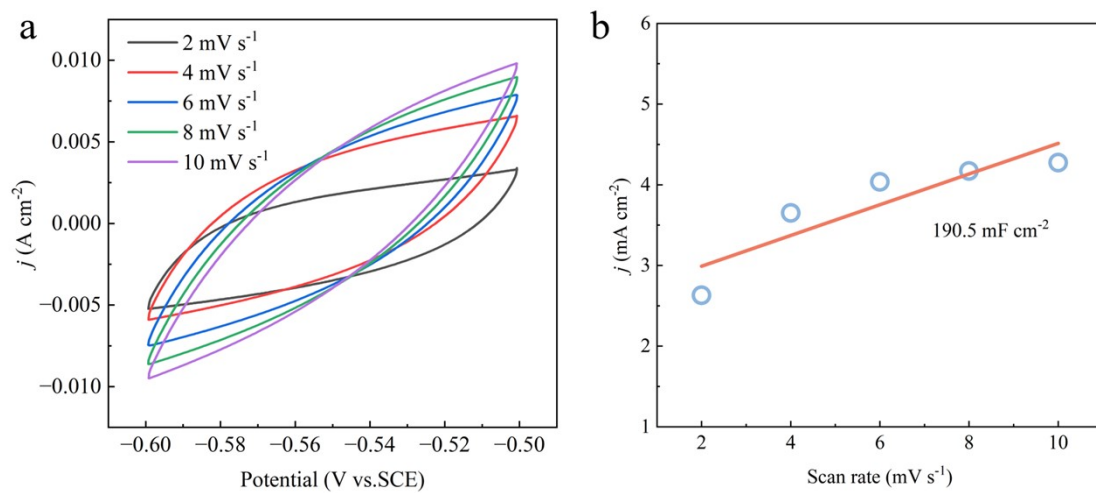 a
2 mV s⁻¹
4 mV s⁻¹
6 mV s⁻¹
8 mV s⁻¹
10 mV s⁻¹
0.010
0.005
0.000
−0.005
−0.010
j (A cm⁻²)
−0.60
−0.58
−0.56
−0.54
−0.52
−0.50
Potential (V vs.SCE)
b
6
5
4
3
2
1
j (mA cm⁻²)
190.5 mF cm⁻²
2
4
6
8
10
Scan rate (mV s⁻¹)